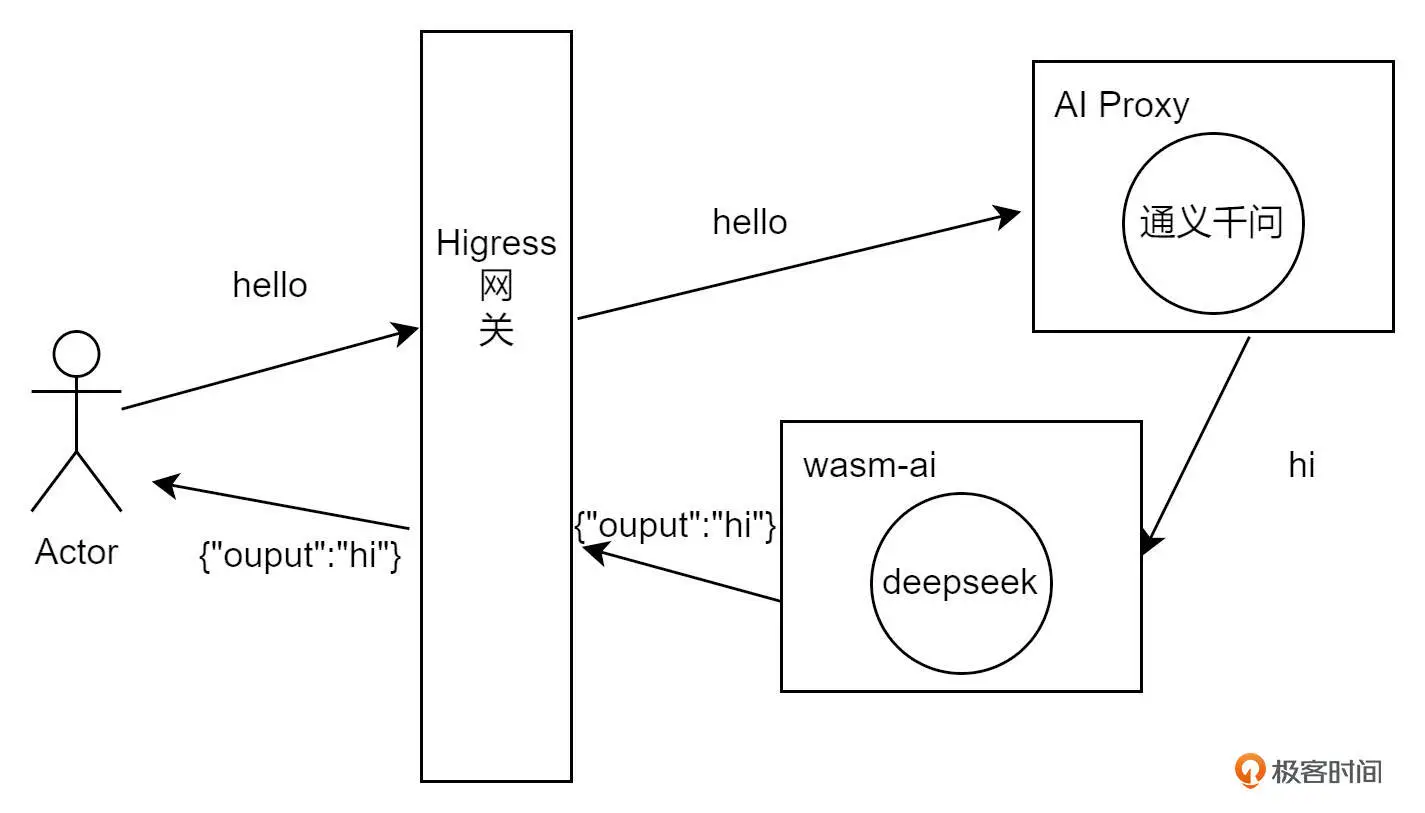 AI Proxy
通义千问
hello
Higress
网
关
hello
hi
wasm-ai
deepseek
{"ouput":"hi"}
{"ouput":"hi"}
Actor
极客时间